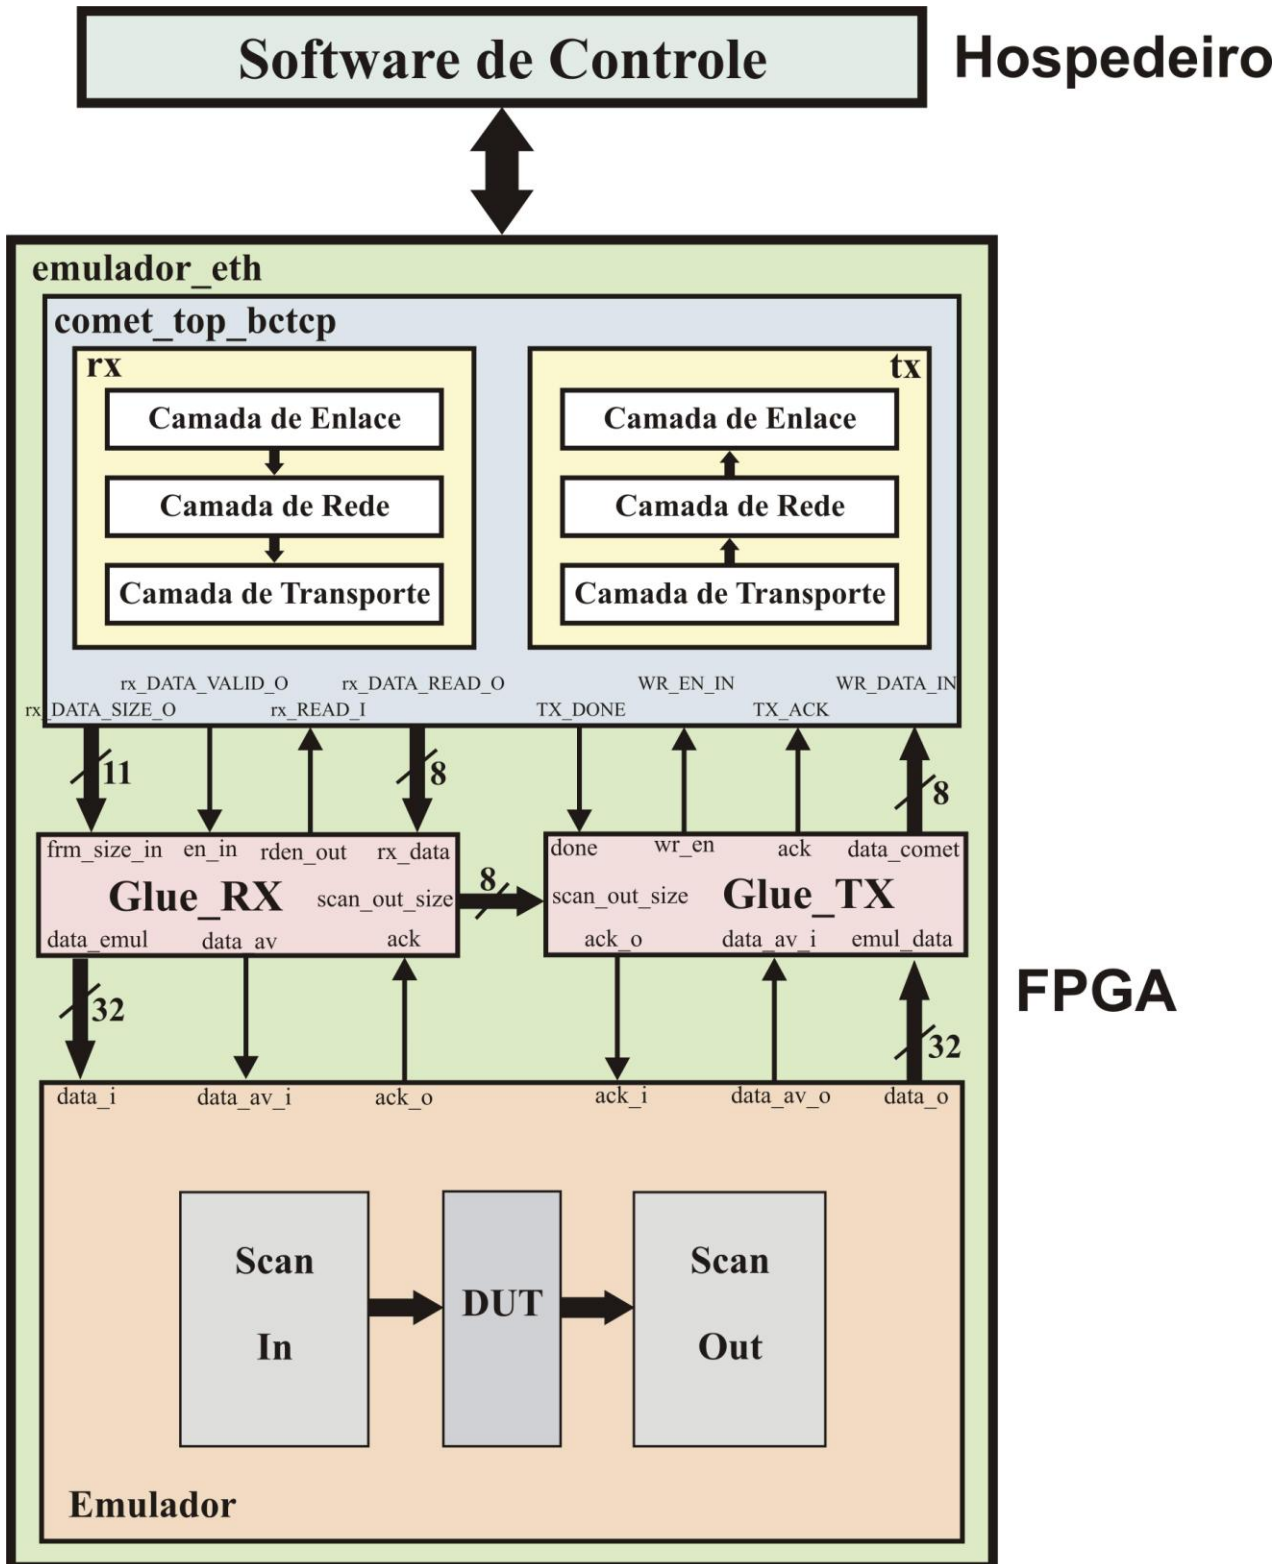 Software de Controle
Hospedeiro
emulador_eth
comet_top_bctcp
rx
tx
Camada de Enlace
Camada de Enlace
Camada de Rede
Camada de Rede
Camada de Transporte
Camada de Transporte
rx_DATA_VALID_O
rx_DATA_READ_O
WR_EN_IN
WR_DATA_IN
rx_DATA_SIZE_O
rx_READ_I
TX_DONE
TX_ACK
11
8
8
frm_size_in
en_in
rden_out
rx_data
done
wr_en
ack
data_comet
Glue_RX
scan_out_size
8
scan_out_size
Glue_TX
data_emul
data_av
ack
ack_o
data_av_i
emul_data
FPGA
32
32
data_i
data_av_i
ack_o
ack_i
data_av_o
data_o
Scan
In
DUT
Scan
Out
Emulador